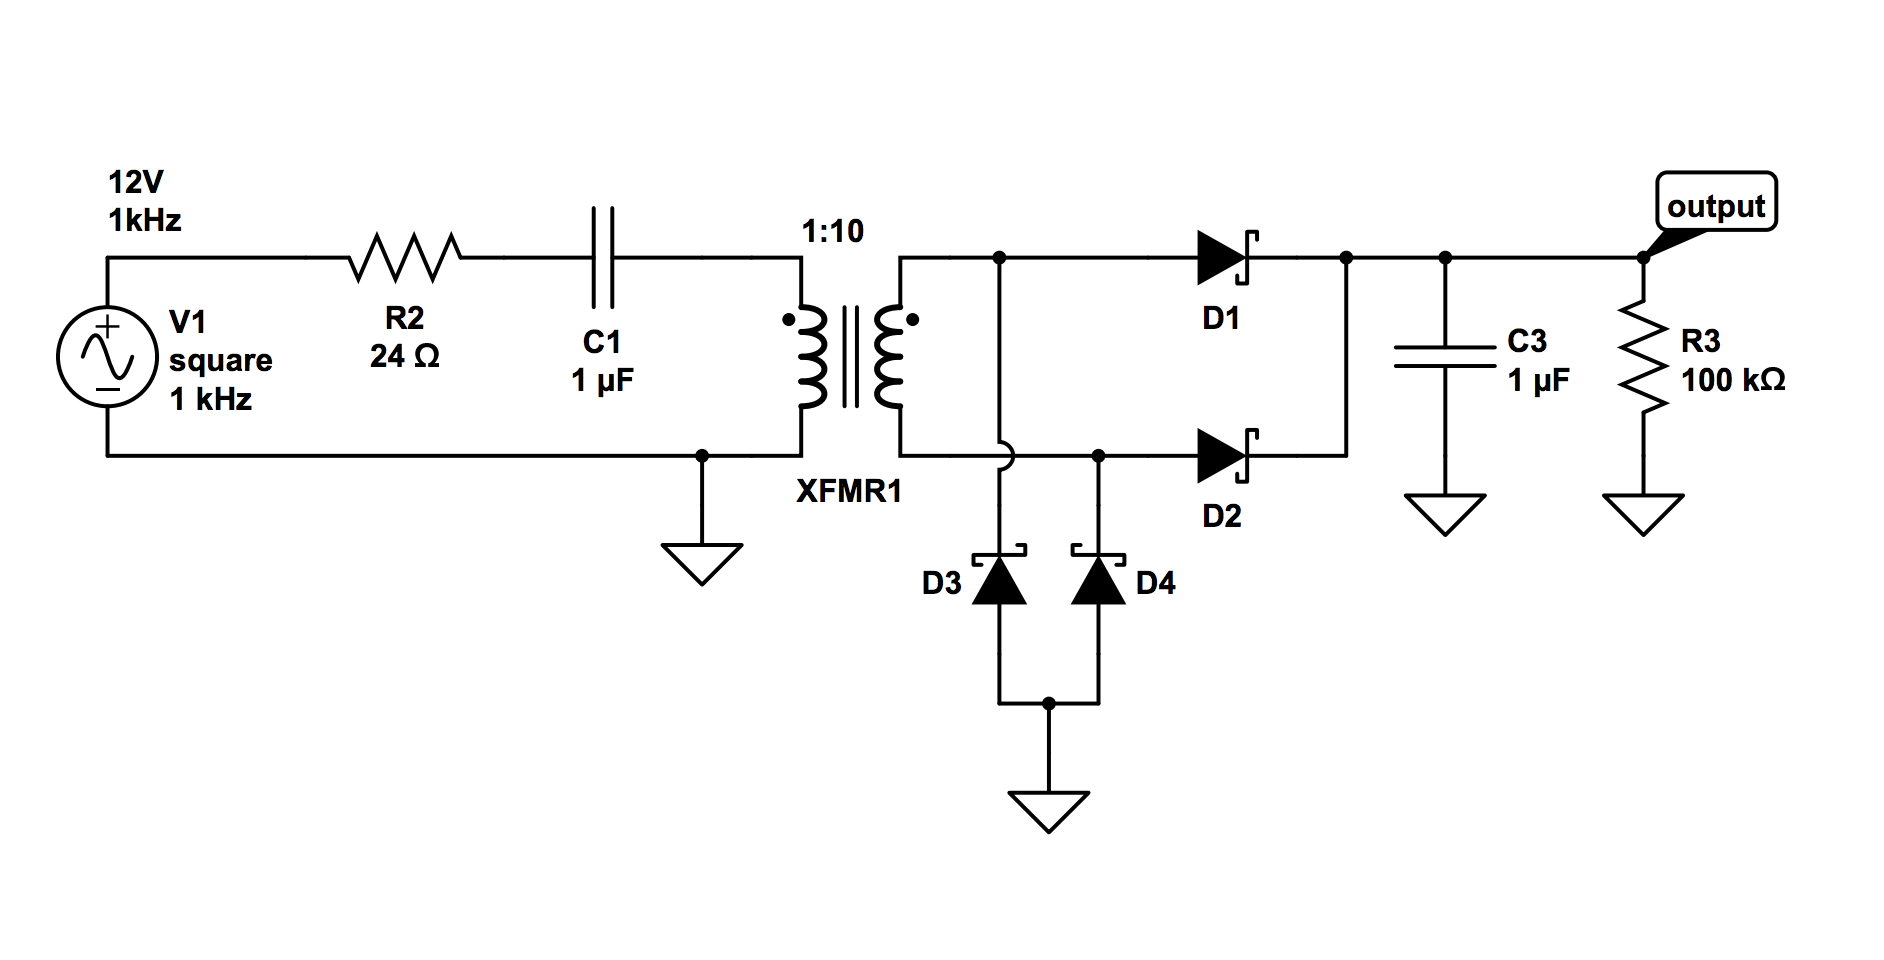 12V
1kHz
V1
square
1 kHz
R2
24 Ω
C1
1 µF
1:10
XFMR1
D1
D2
D3
D4
C3
1 µF
R3
100 kΩ
output